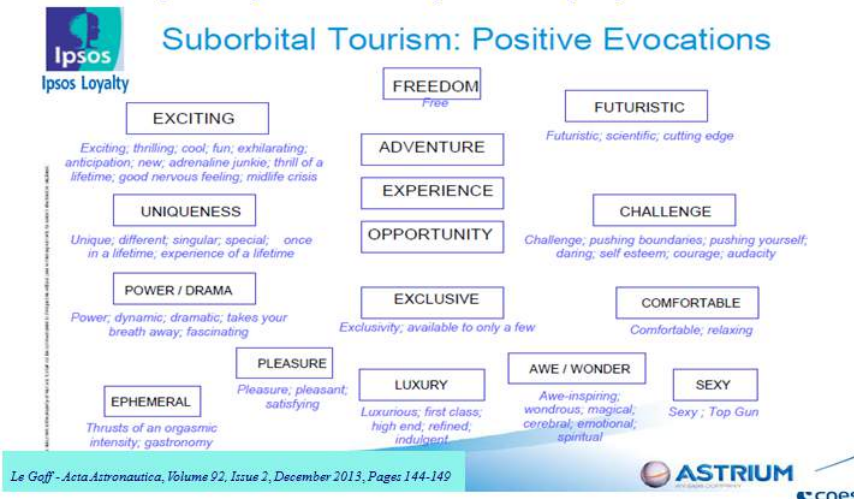 Ipsos
Ipsos Loyalty
Suborbital Tourism: Positive Evocations
FREEDOM
Free
EXCITING
Exciting; thrilling; cool; fun; exhilarating;
anticipation; new; adrenaline junkie; thrill of a
lifetime; good nervous feeling; midlife crisis
ADVENTURE
FUTURISTIC
Futuristic; scientific; cutting edge
EXPERIENCE
UNIQUENESS
Unique; different; singular; special; once
in a lifetime; experience of a lifetime
OPPORTUNITY
CHALLENGE
Challenge; pushing boundaries; pushing yourself;
daring; self esteem; courage; audacity
POWER / DRAMA
Power; dynamic; dramatic; takes your
breath away; fascinating
EXCLUSIVE
Exclusivity; available to only a few
COMFORTABLE
Comfortable; relaxing
PLEASURE
Pleasure; pleasant;
satisfying
EPHEMERAL
Thrusts of an orgasmic
intensity; gastronomy
LUXURY
Luxurious; first class;
high end; refined;
indulgent
AWE / WONDER
Awe-inspiring;
wondrous; magical;
cerebral; emotional;
spiritual
SEXY
Sexy ; Top Gun
Le Goff - Acta Astronautica, Volume 92, Issue 2, December 2013, Pages 144-149
ASTRIUM